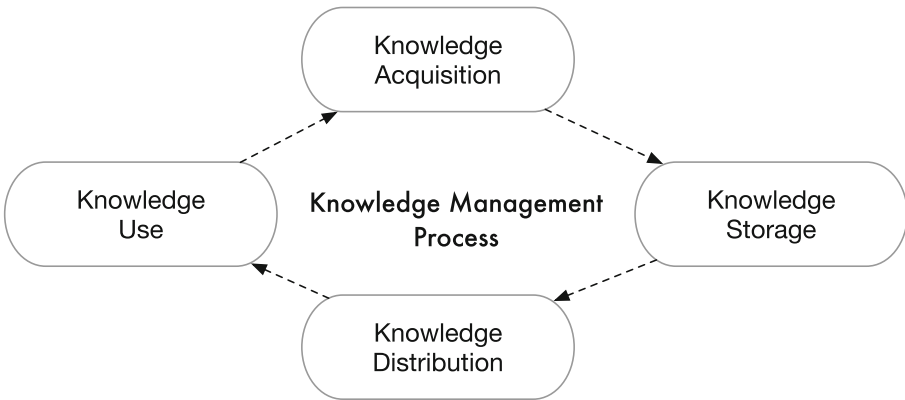 Knowledge
Acquisition
Knowledge
Use
Knowledge Management
Process
Knowledge
Storage
Knowledge
Distribution